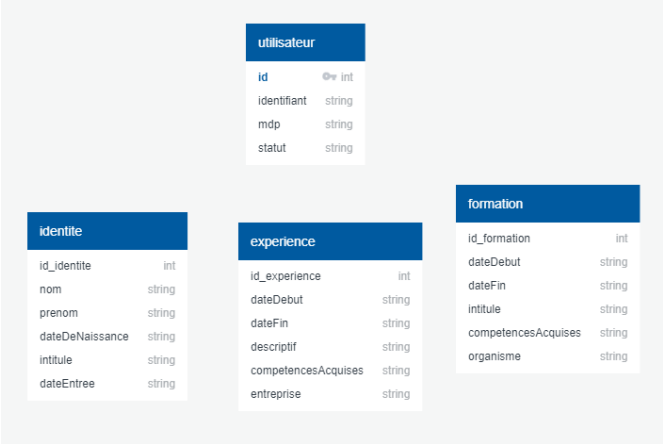 utilisateur
id int
identifiant string
mdp string
statut string
identite
id_identite int
nom string
prenom string
dateDeNaissance string
intitule string
dateEntree string
experience
id_experience int
dateDebut string
dateFin string
descriptif string
competencesAcquises string
entreprise string
formation
id_formation int
dateDebut string
dateFin string
intitule string
competencesAcquises string
organisme string